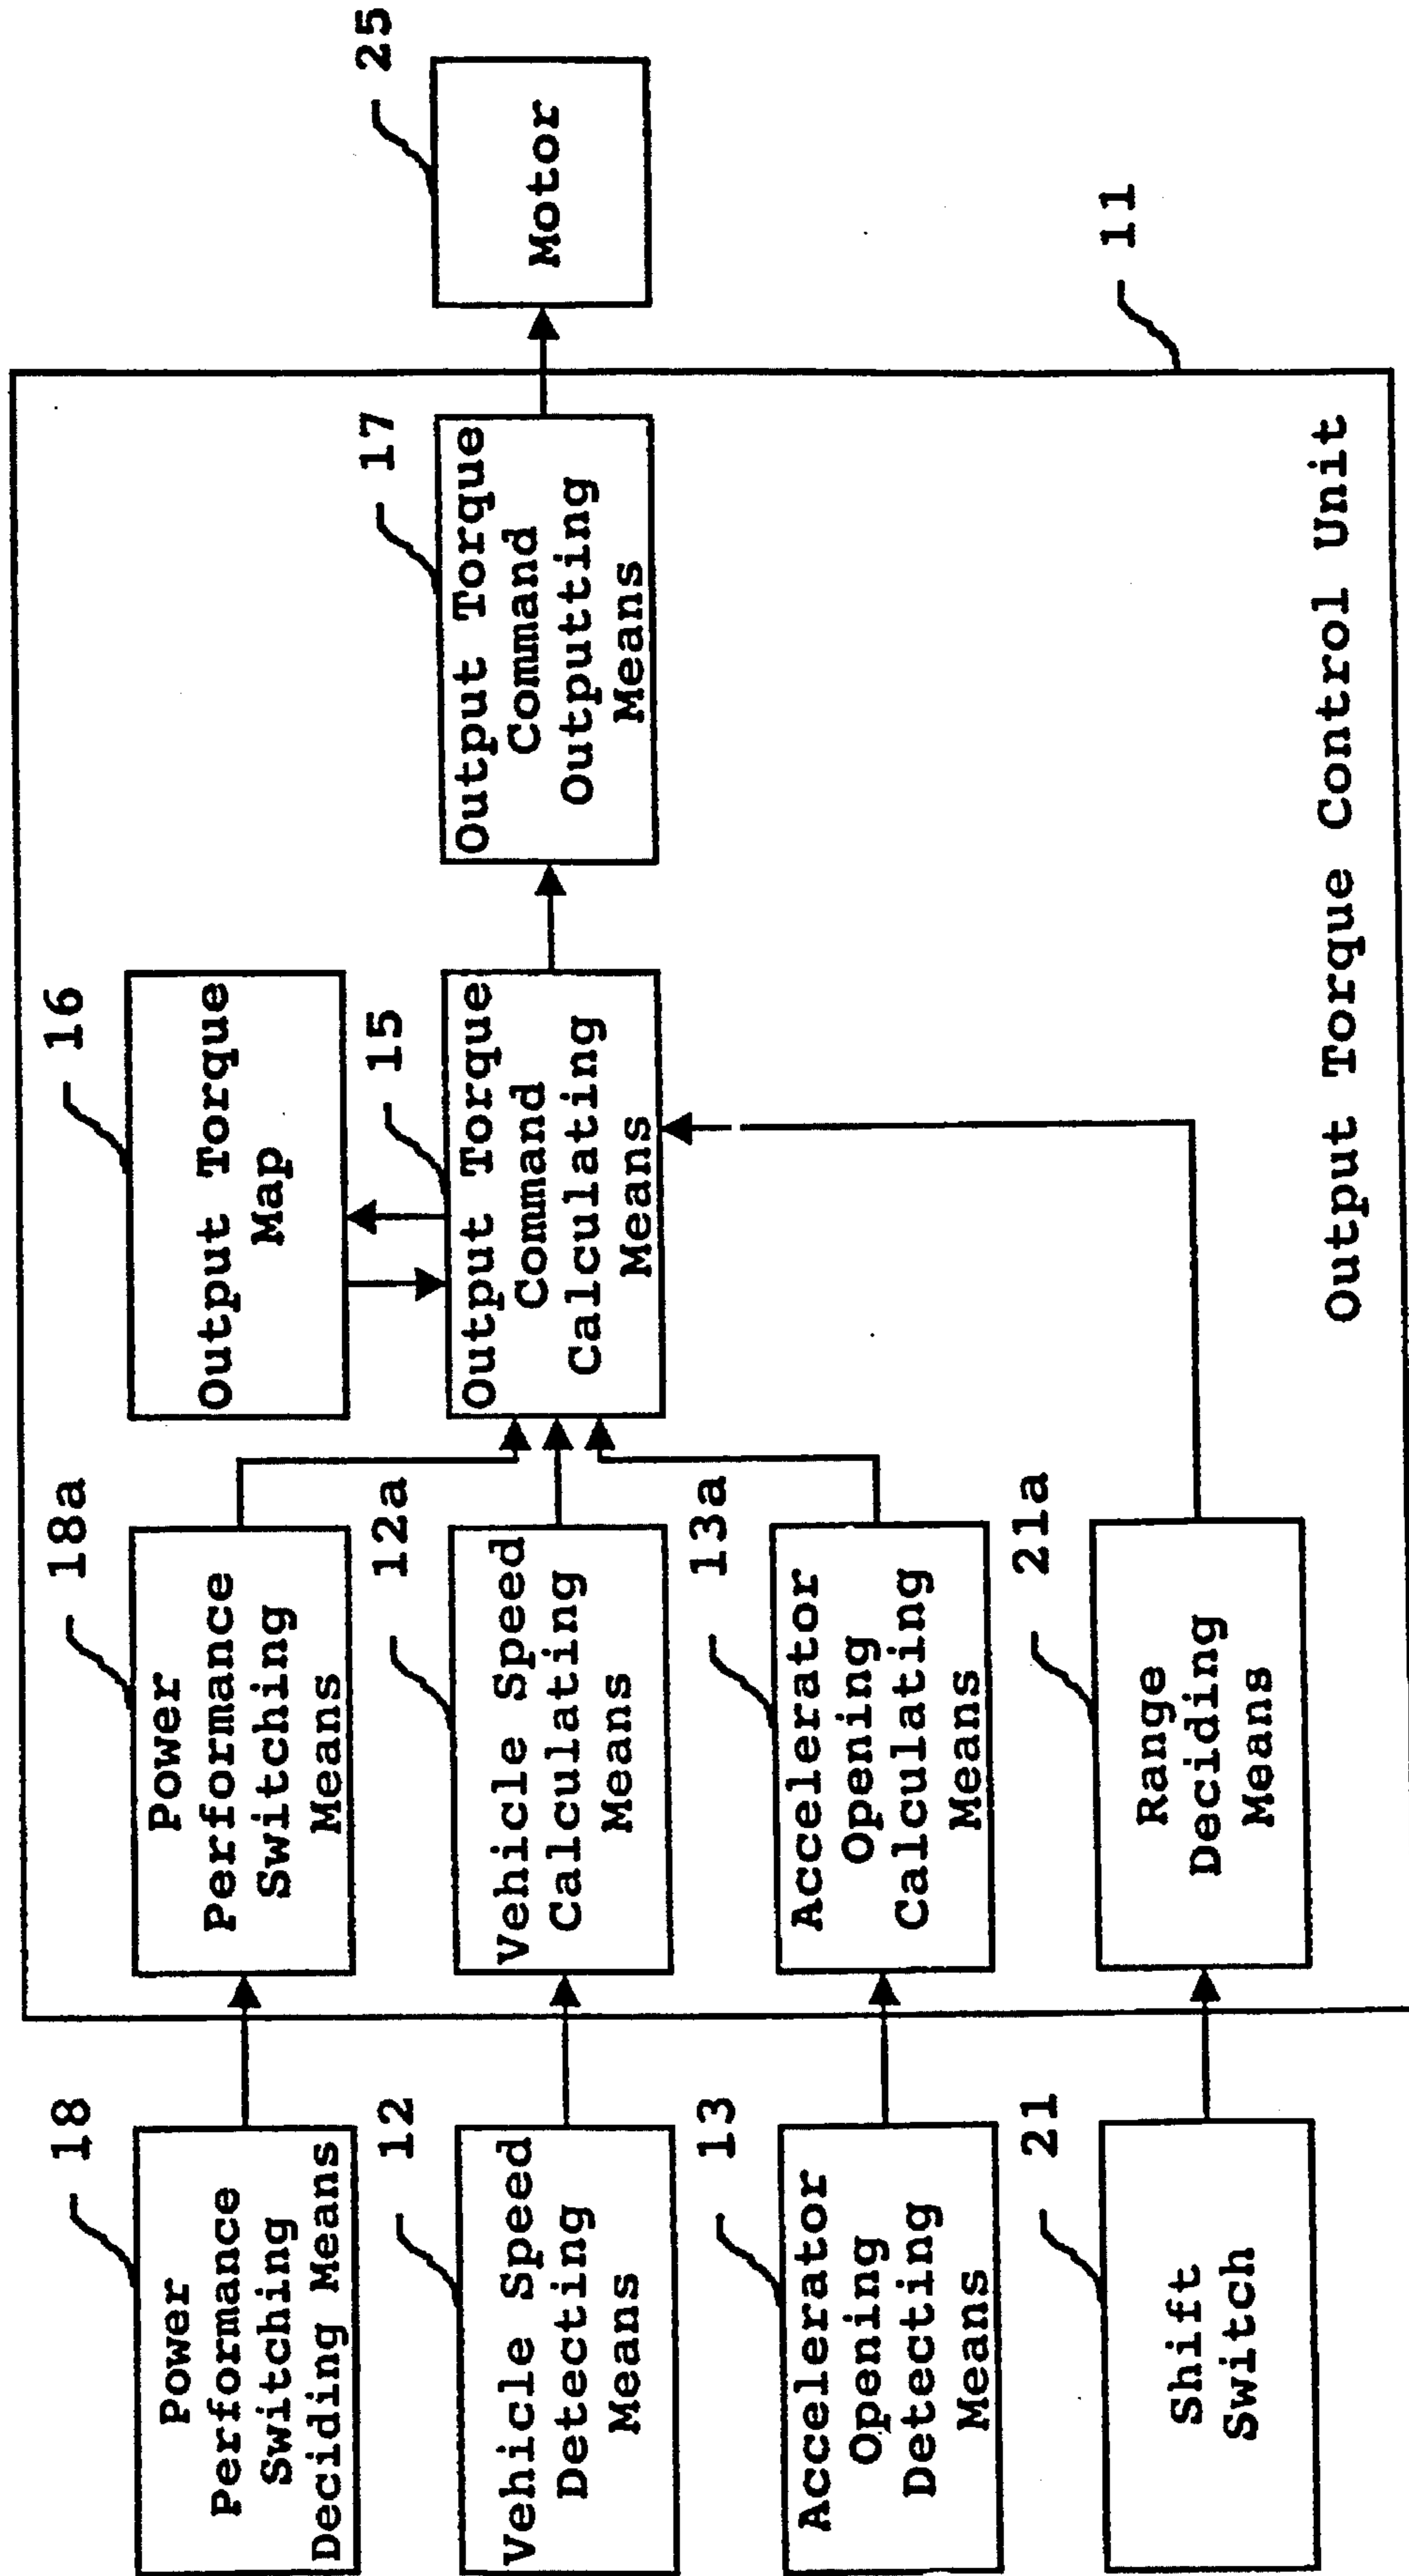 18
Power
Performance
Switching
Deciding Means
12
Vehicle Speed
Detecting
Means
13
Accelerator
Opening
Detecting
Means
21
Shift
Switch
18a
Power
Performance
Switching
Means
12a
Vehicle Speed
Calculating
Means
13a
Accelerator
Opening
Calculating
Means
21a
Range
Deciding
Means
16
Output Torque
Map
15
Output Torque
Command
Calculating
Means
17
Output Torque
Command
Outputting
Means
25
Motor
11
Output Torque Control Unit